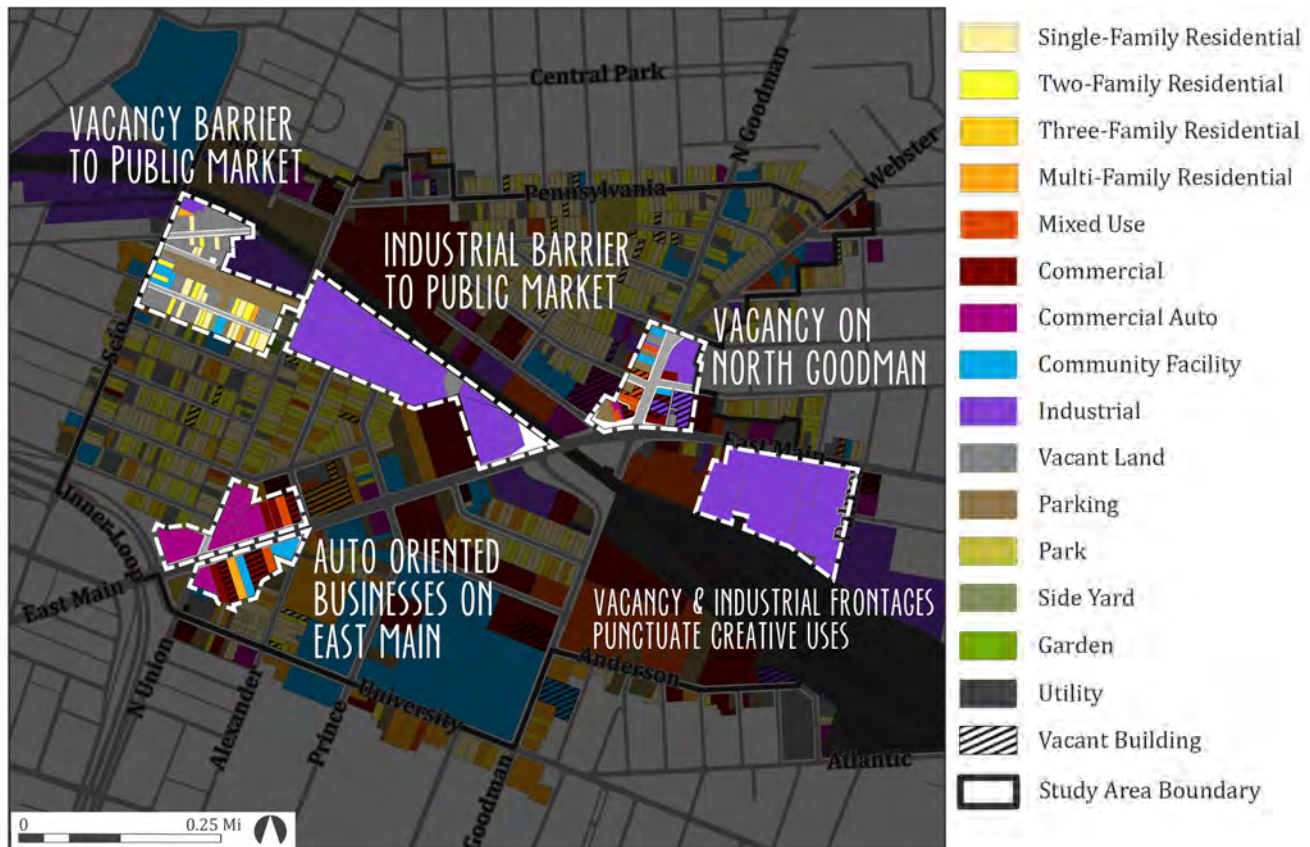 Central Park
N Goodman
Webster
VACANCY BARRIER
TO PUBLIC MARKET
Pennsylvania
INDUSTRIAL BARRIER
TO PUBLIC MARKET
VACANCY ON
NORTH GOODMAN
Scio
East Main
Inner-Loop
AUTO ORIENTED
BUSINESSES ON
EAST MAIN
East Main
VACANCY & INDUSTRIAL FRONTAGES
PUNCTUATE CREATIVE USES
N Union
Alexander
Prince
University
Anderson
Goodman
Atlantic
0 0.25 Mi
Single-Family Residential
Two-Family Residential
Three-Family Residential
Multi-Family Residential
Mixed Use
Commercial
Commercial Auto
Community Facility
Industrial
Vacant Land
Parking
Park
Side Yard
Garden
Utility
Vacant Building
Study Area Boundary